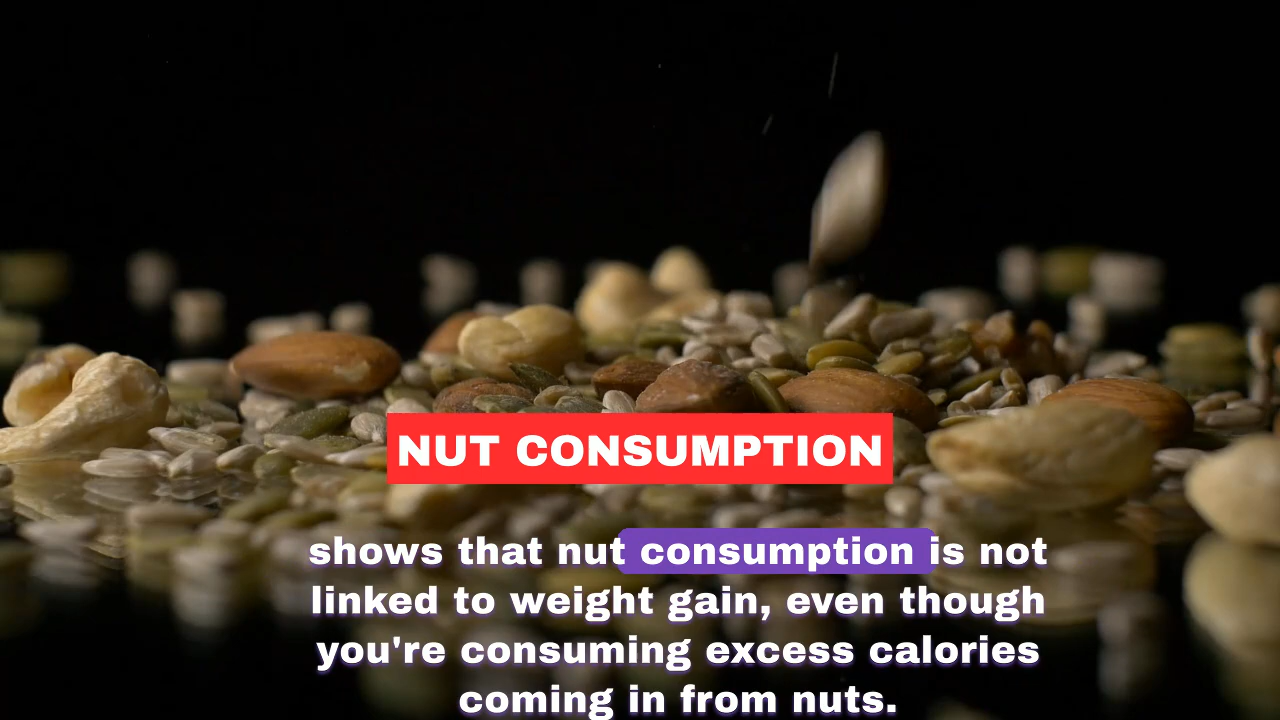 NUT CONSUMPTION
shows that nut consumption is not
linked to weight gain, even though
you're consuming excess calories
coming in from nuts.